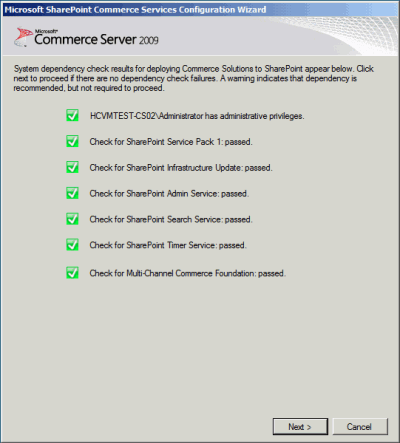 Microsoft SharePoint Commerce Services Configuration Wizard
Microsoft
Commerce Server 2009
System dependency check results for deploying Commerce Solutions to SharePoint appear below. Click
next to proceed if there are no dependency check failures. A warning indicates that dependency is
recommended, but not required to proceed.
HCVMTEST-CS02\Administrator has administrative privileges.
Check for SharePoint Service Pack 1: passed.
Check for SharePoint Infrastructure Update: passed.
Check for SharePoint Admin Service: passed.
Check for SharePoint Search Service: passed.
Check for SharePoint Timer Service: passed.
Check for Multi-Channel Commerce Foundation: passed.
Next > Cancel